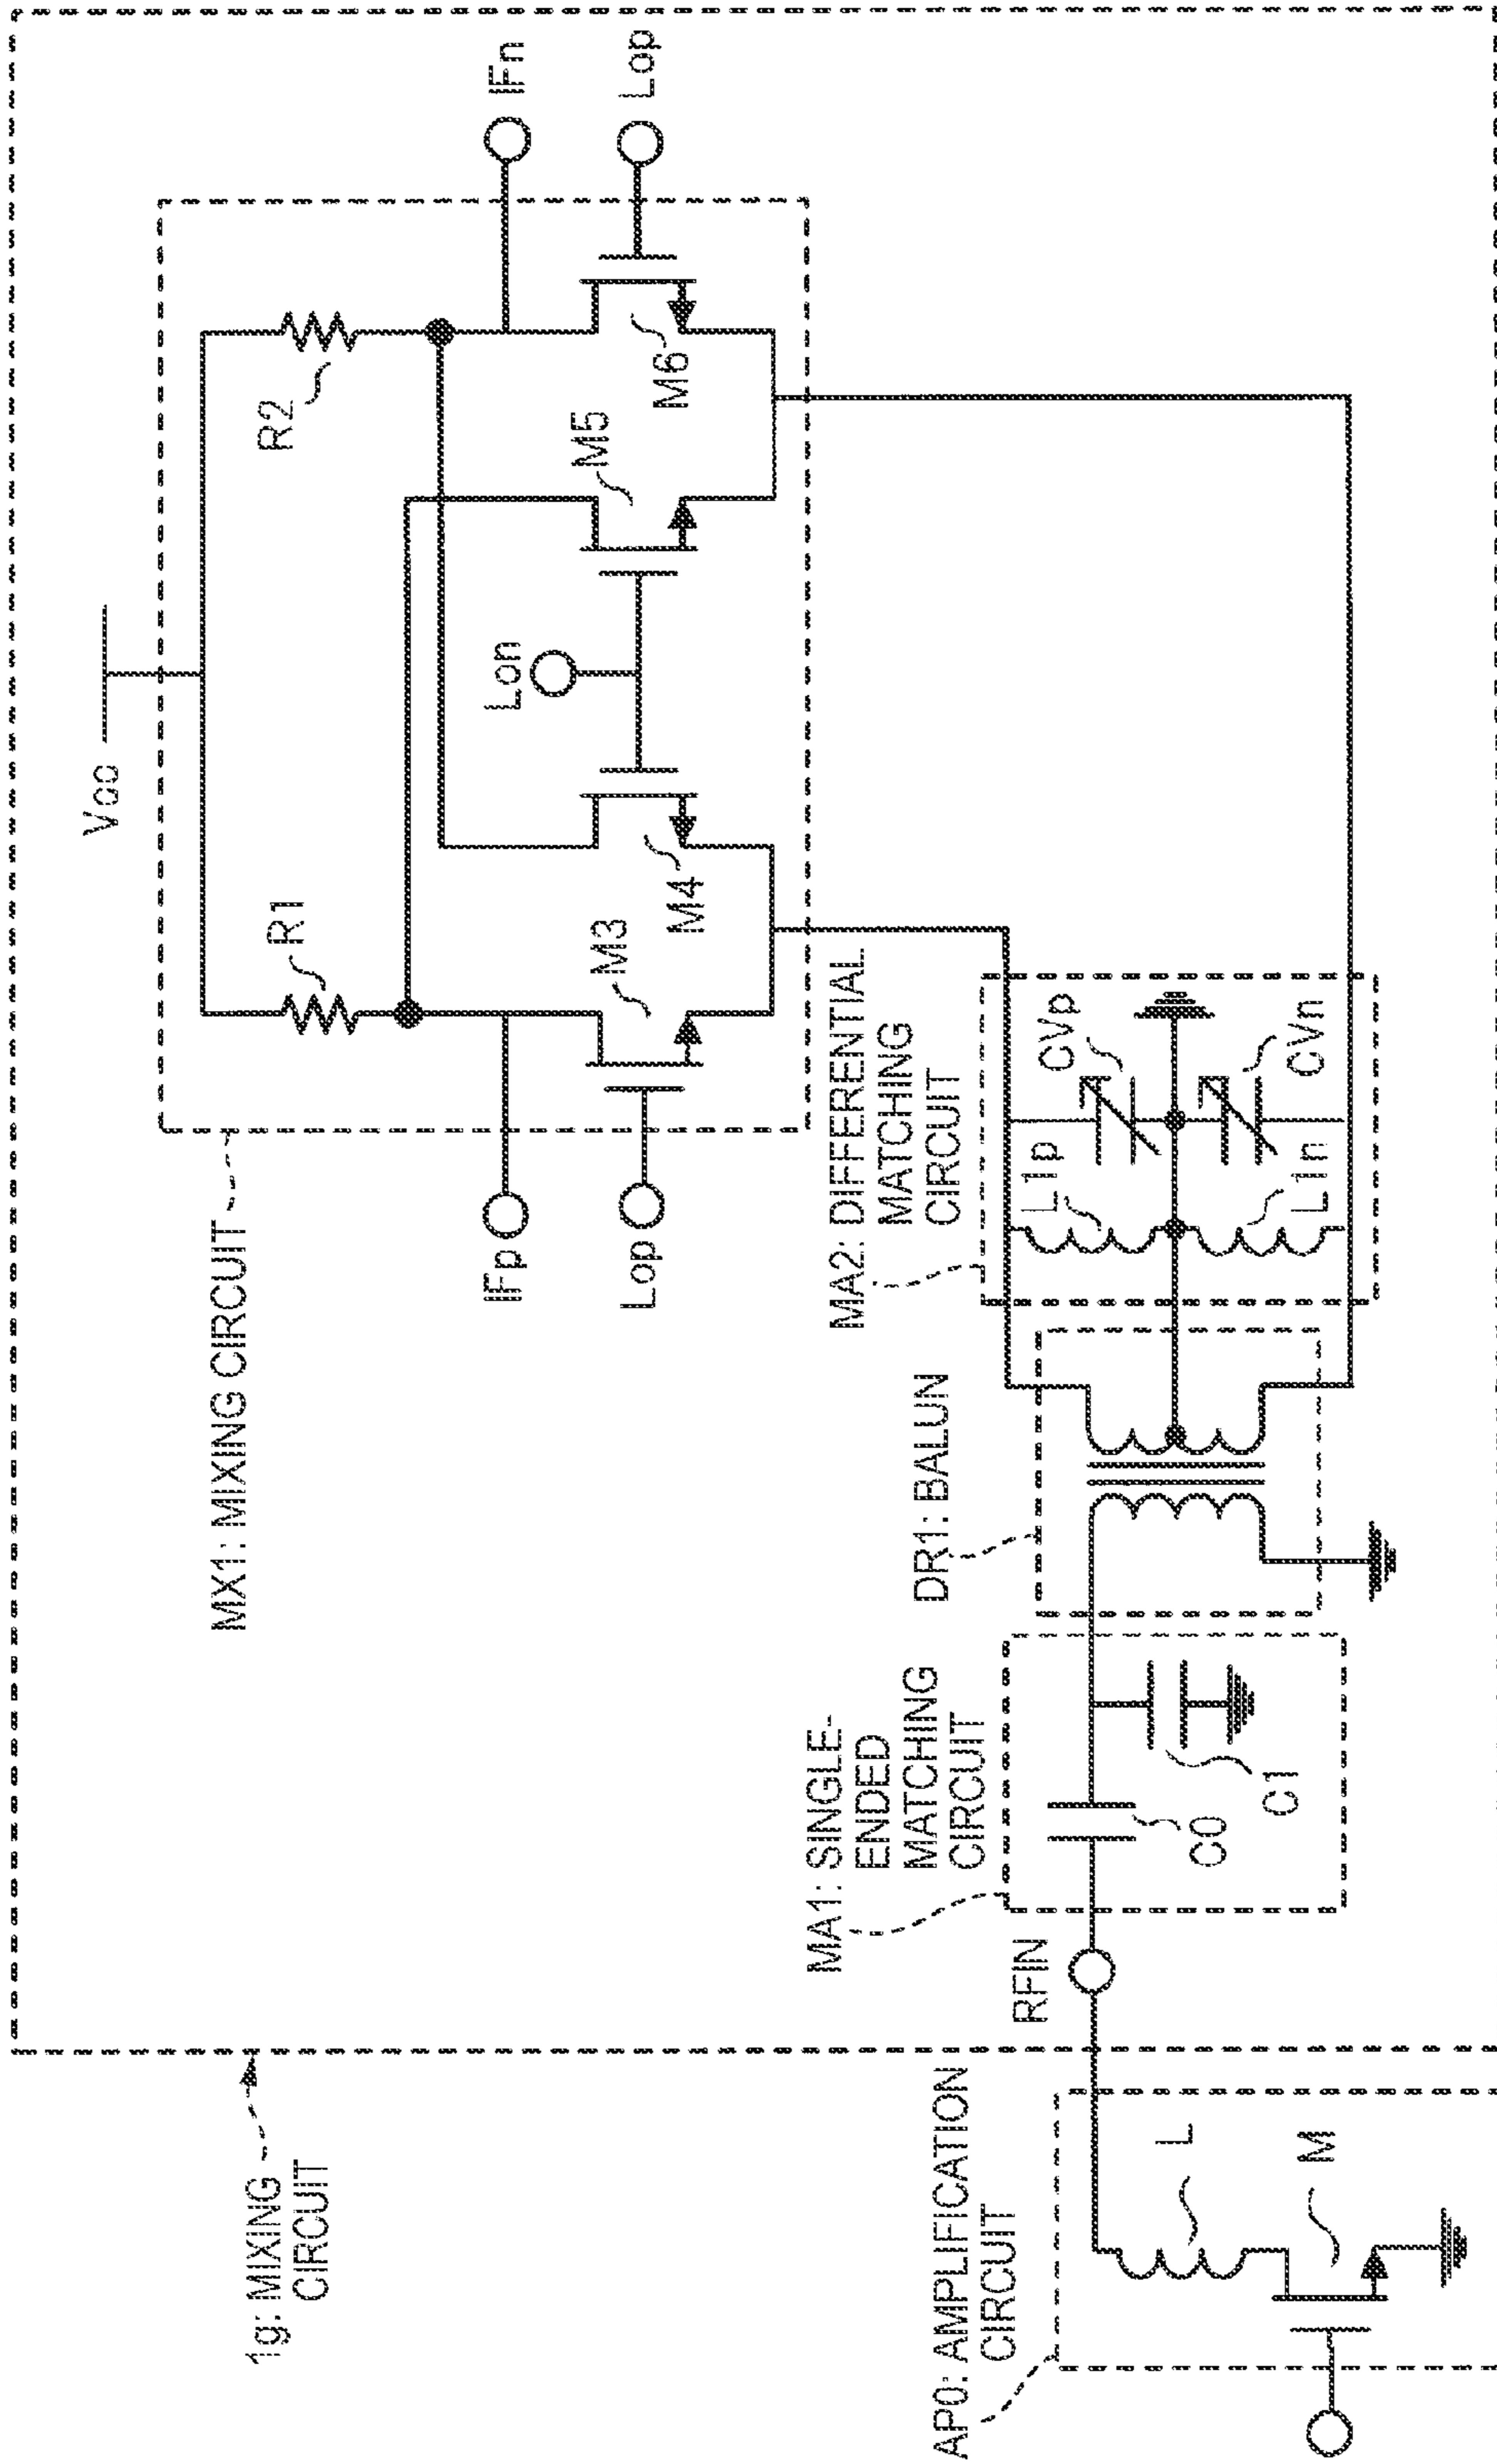 1g: MIXING
CIRCUIT
Vcc
MX1: MIXING CIRCUIT
R1
R2
IFp
IFn
Lop
M3
M4
Lon
M5
M6
Lop
AP0: AMPLIFICATION
CIRCUIT
L
M
RFIN
MA1: SINGLE-
ENDED
MATCHING
CIRCUIT
C0
C1
DR1: BALUN
MA2: DIFFERENTIAL
MATCHING
CIRCUIT
L1p
CVp
L1n
CVn